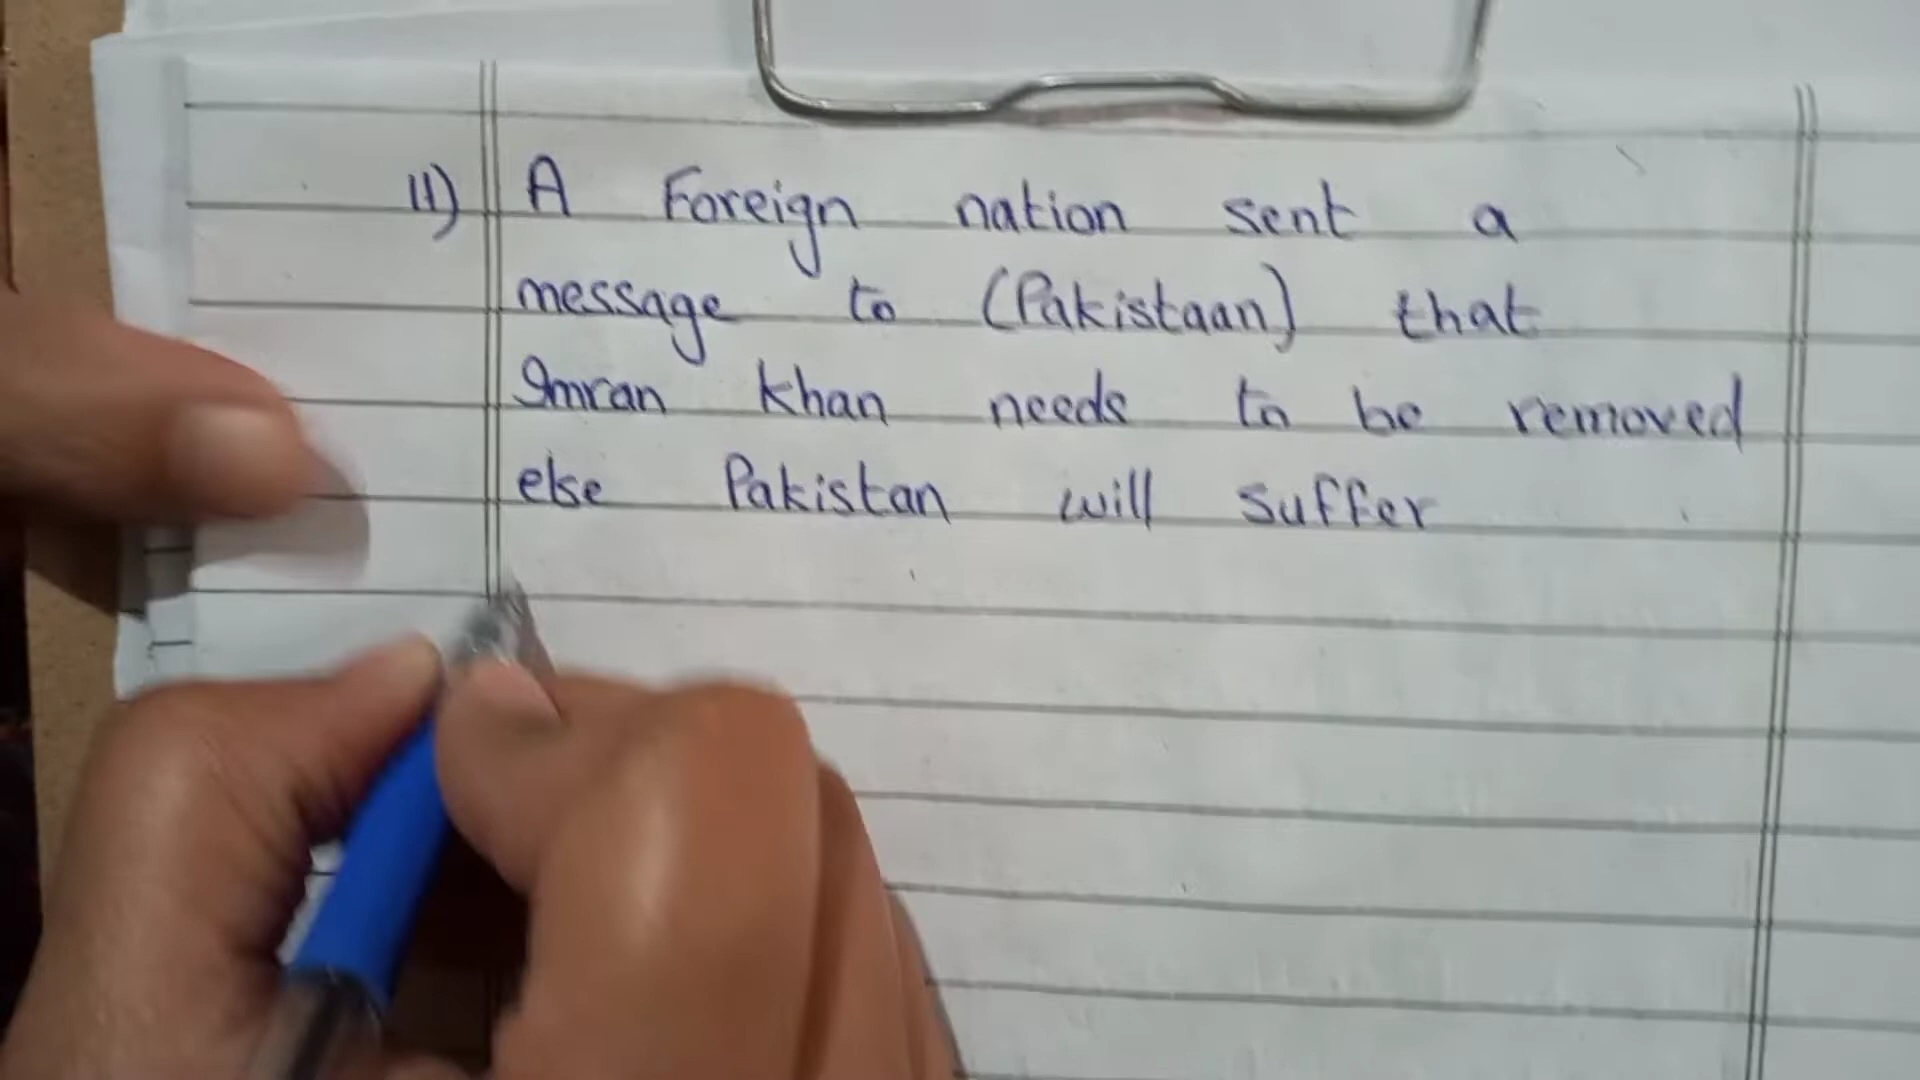 11) A Foreign nation sent a
message to (Pakistaan) that
Imran Khan needs to be removed
else Pakistan will suffer